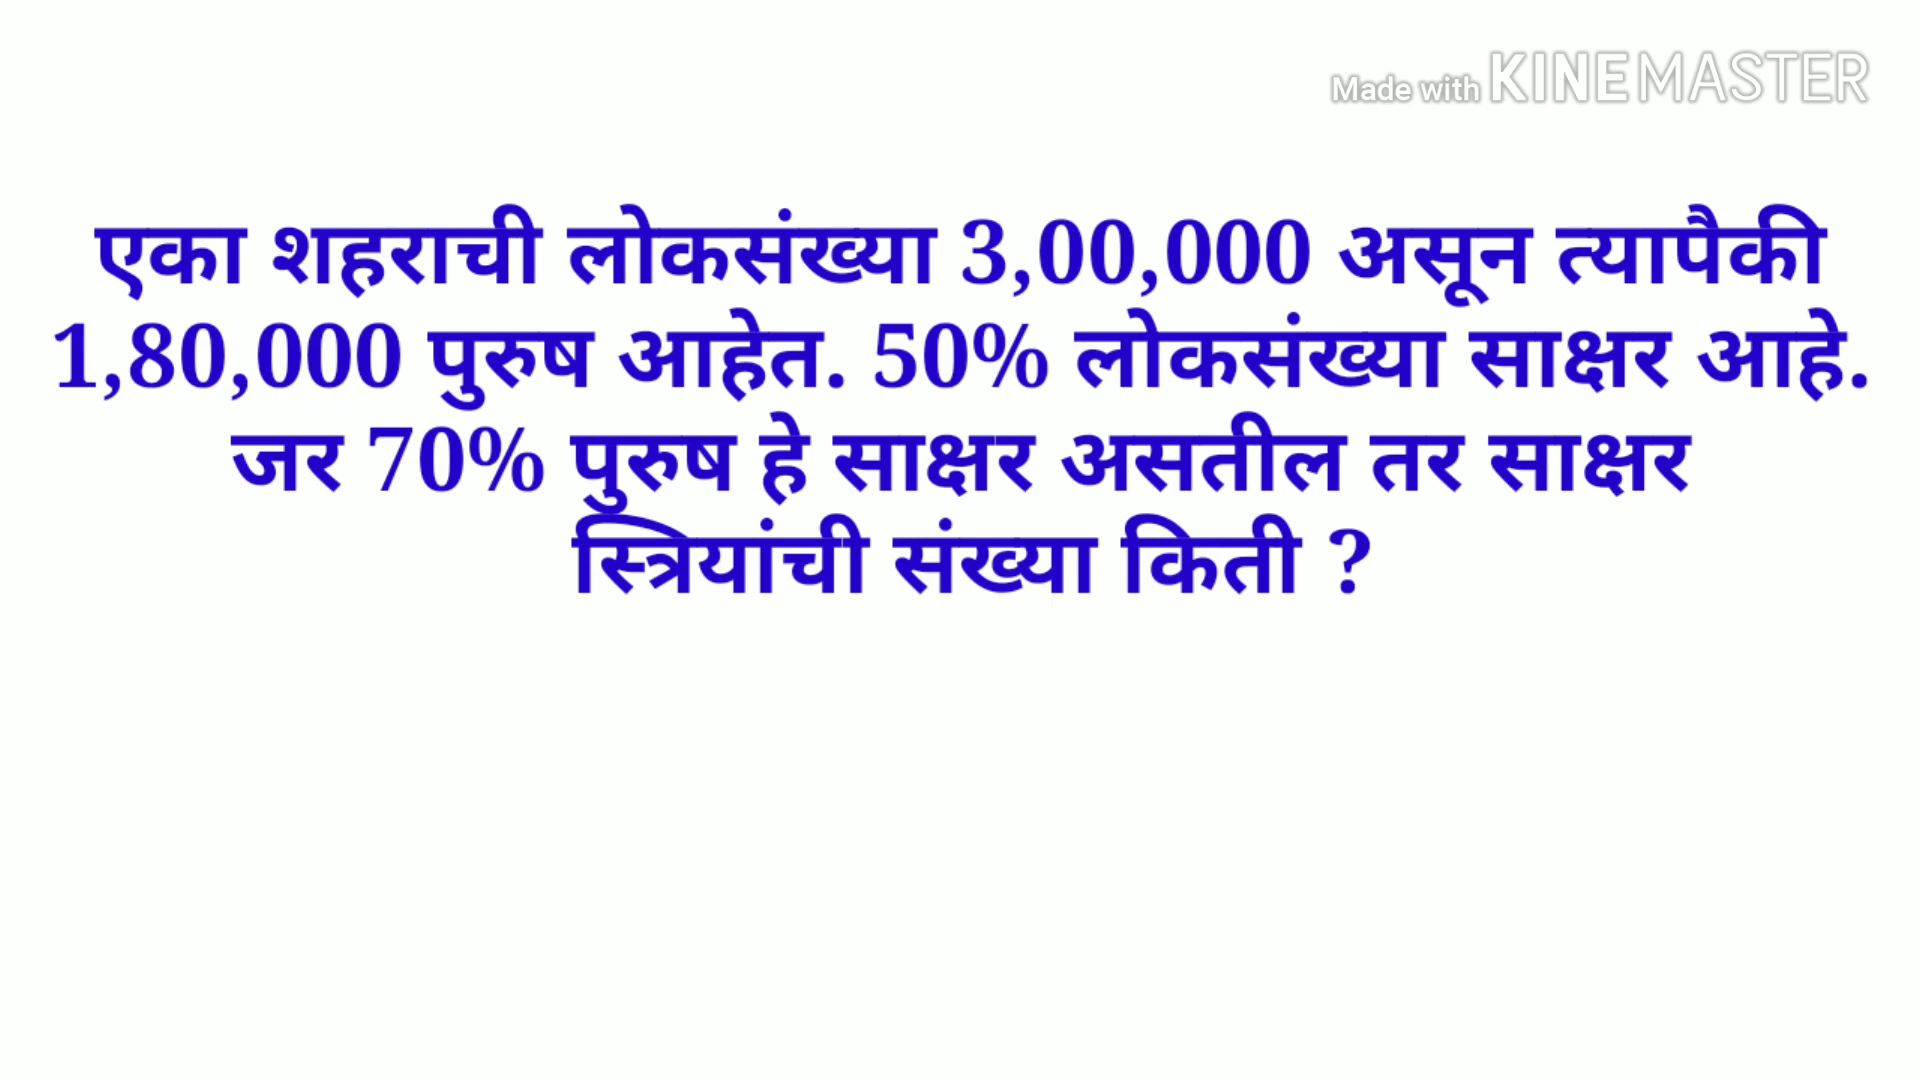 Made with KINEMASTER
एका शहराची लोकसंख्या 3,00,000 असून त्यापैकी
1,80,000 पुरुष आहेत. 50% लोकसंख्या साक्षर आहे.
जर 70% पुरुष हे साक्षर असतील तर साक्षर
स्त्रियांची संख्या किती ?